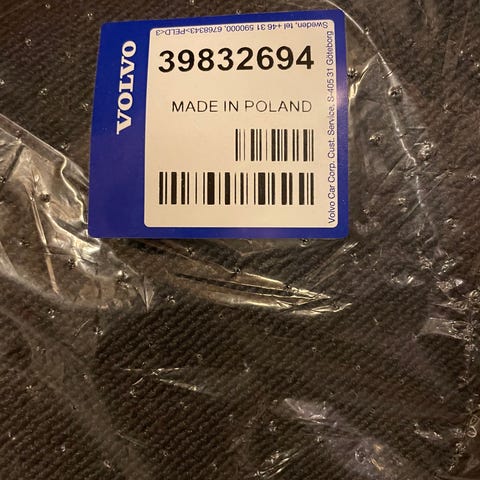 VOLVO
39832694
MADE IN POLAND
Volvo Car Corp. Cust. Service, S-405 31 Göteborg
Sweden, tel +46 31 590000, 6768343>PELD<3